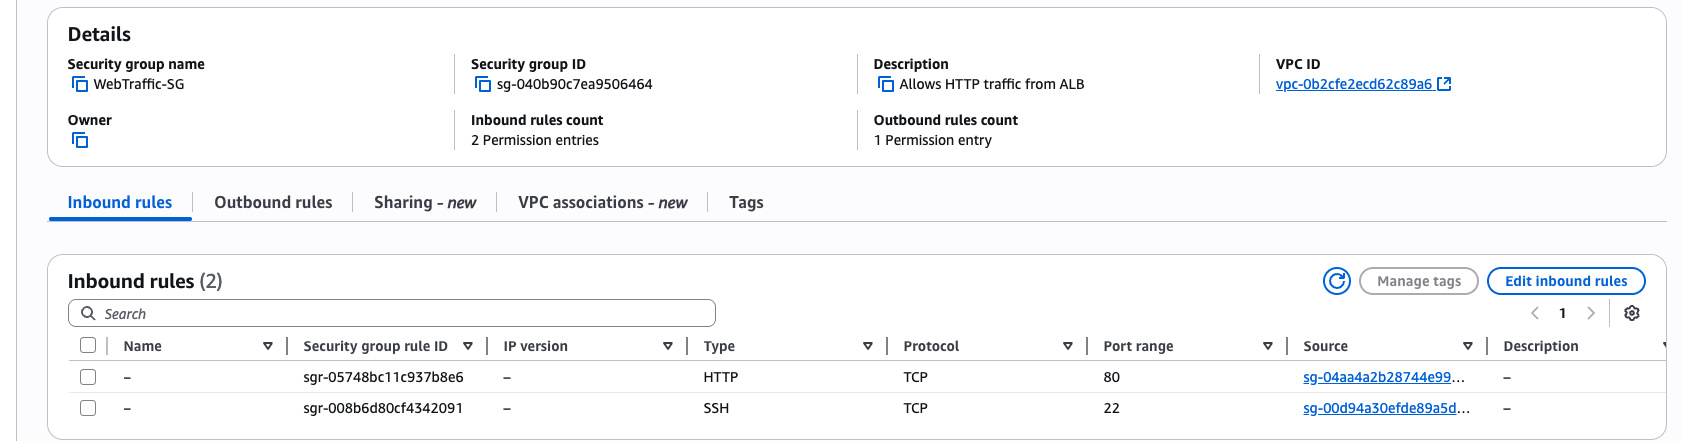 Details
Security group name
WebTraffic-SG
Security group ID
sg-040b90c7ea9506464
Description
Allows HTTP traffic from ALB
VPC ID
vpc-0b2cfe2ecd62c89a6
Owner
Inbound rules count
2 Permission entries
Outbound rules count
1 Permission entry
Inbound rules Outbound rules Sharing - new VPC associations - new Tags
Inbound rules (2)
Manage tags Edit inbound rules
Search
1
Name Security group rule ID IP version Type Protocol Port range Source Description
– sgr-05748bc11c937b8e6 – HTTP TCP 80 sg-04aa4a2b28744e99... –
– sgr-008b6d80cf4342091 – SSH TCP 22 sg-00d94a30efde89a5d... –